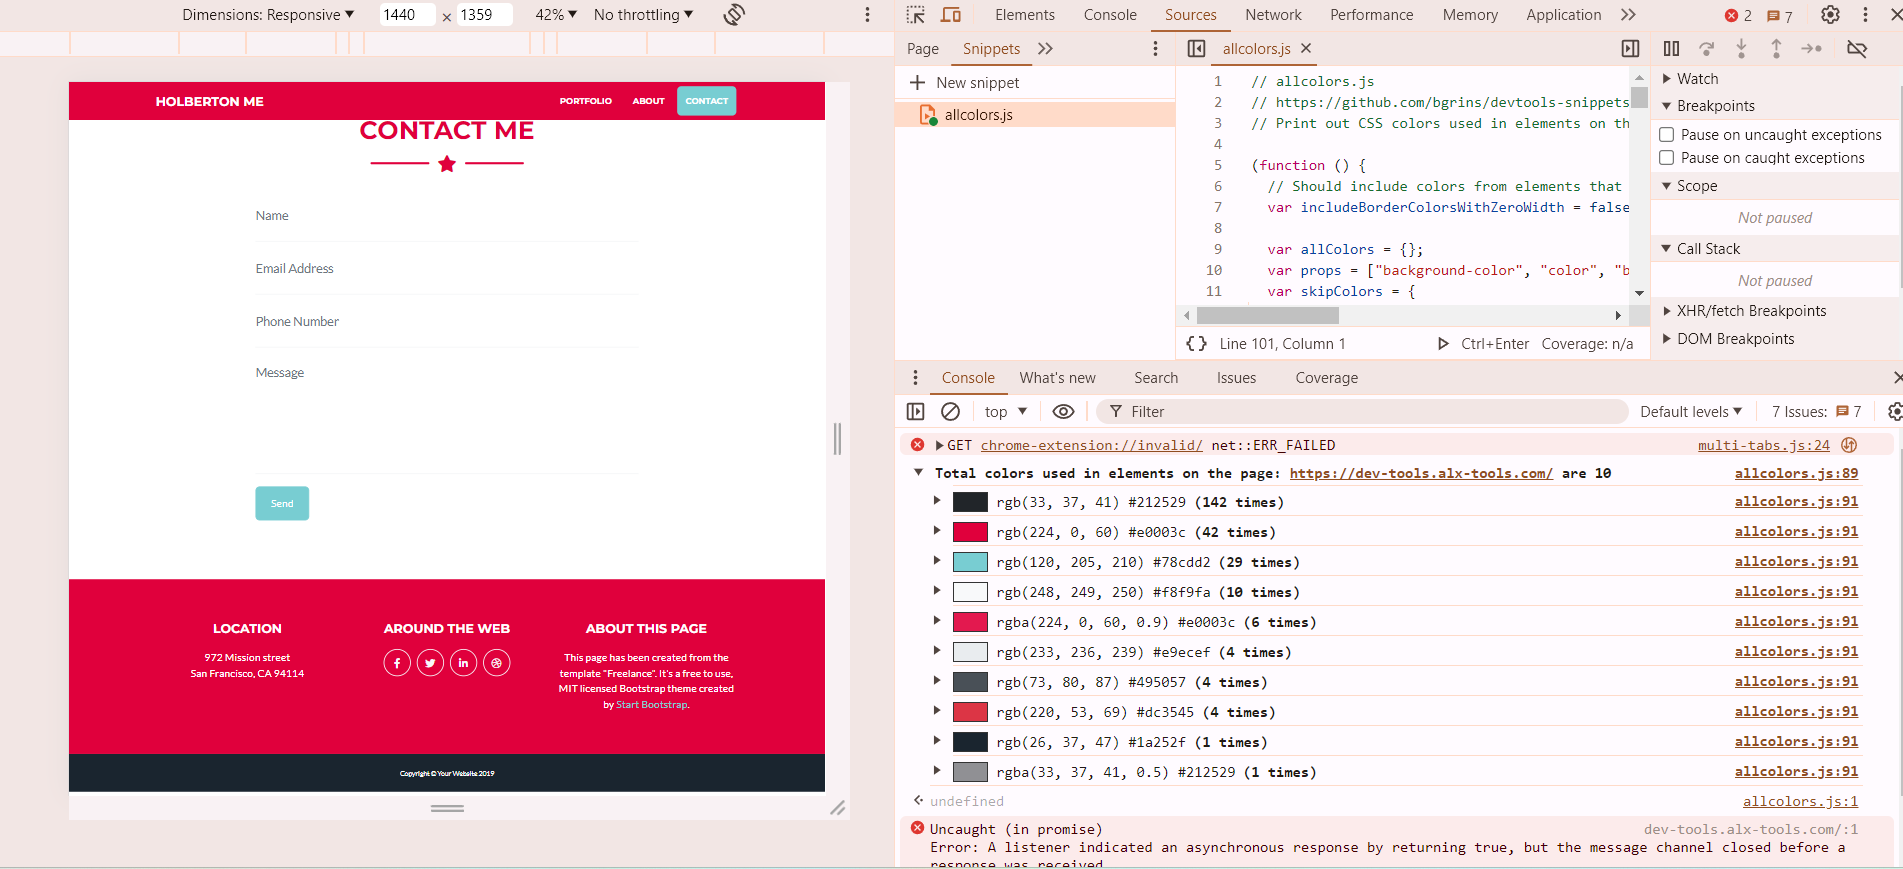 Dimensions: Responsive ▼ 1440 × 1359 42% ▼ No throttling ▼
HOLBERTON ME PORTFOLIO ABOUT CONTACT
CONTACT ME
Name
Email Address
Phone Number
Message
Send
LOCATION
972 Mission street
San Francisco, CA 94114
AROUND THE WEB
ABOUT THIS PAGE
This page has been created from the
template "Freelance". It's a free to use,
MIT licensed Bootstrap theme created
by Start Bootstrap.
Copyright © Your Website 2019
Elements Console Sources Network Performance Memory Application 2 7
Page Snippets
New snippet
allcolors.js
allcolors.js
1 // allcolors.js
2 // https://github.com/bgrins/devtools-snippets
3 // Print out CSS colors used in elements on th
4
5 (function () {
6 // Should include colors from elements that
7 var includeBorderColorsWithZeroWidth = false
8
9 var allColors = {};
10 var props = ["background-color", "color", "b
11 var skipColors = {
{} Line 101, Column 1 Ctrl+Enter Coverage: n/a
Watch
Breakpoints
Pause on uncaught exceptions
Pause on caught exceptions
Scope
Not paused
Call Stack
Not paused
XHR/fetch Breakpoints
DOM Breakpoints
Console What's new Search Issues Coverage
top ▼ Filter Default levels ▼ 7 Issues: 7
GET chrome-extension://invalid/ net::ERR_FAILED multi-tabs.js:24
Total colors used in elements on the page: https://dev-tools.alx-tools.com/ are 10 allcolors.js:89
rgb(33, 37, 41) #212529 (142 times) allcolors.js:91
rgb(224, 0, 60) #e0003c (42 times) allcolors.js:91
rgb(120, 205, 210) #78cdd2 (29 times) allcolors.js:91
rgb(248, 249, 250) #f8f9fa (10 times) allcolors.js:91
rgba(224, 0, 60, 0.9) #e0003c (6 times) allcolors.js:91
rgb(233, 236, 239) #e9ecef (4 times) allcolors.js:91
rgb(73, 80, 87) #495057 (4 times) allcolors.js:91
rgb(220, 53, 69) #dc3545 (4 times) allcolors.js:91
rgb(26, 37, 47) #1a252f (1 times) allcolors.js:91
rgba(33, 37, 41, 0.5) #212529 (1 times) allcolors.js:91
undefined allcolors.js:1
Uncaught (in promise) dev-tools.alx-tools.com/:1
Error: A listener indicated an asynchronous response by returning true, but the message channel closed before a
response was received